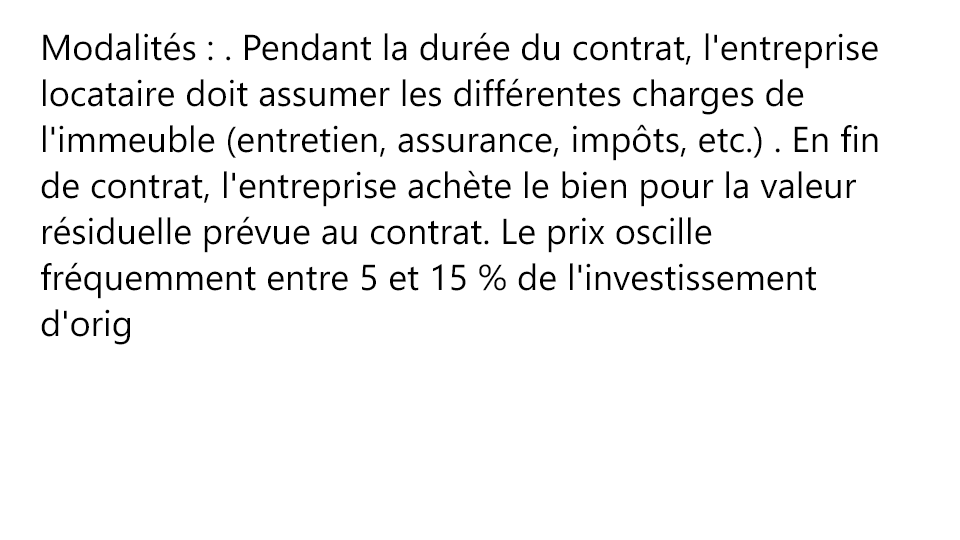 Modalités : . Pendant la durée du contrat, l'entreprise
locataire doit assumer les différentes charges de
l'immeuble (entretien, assurance, impôts, etc.) . En fin
de contrat, l'entreprise achète le bien pour la valeur
résiduelle prévue au contrat. Le prix oscille
fréquemment entre 5 et 15 % de l'investissement
d'orig